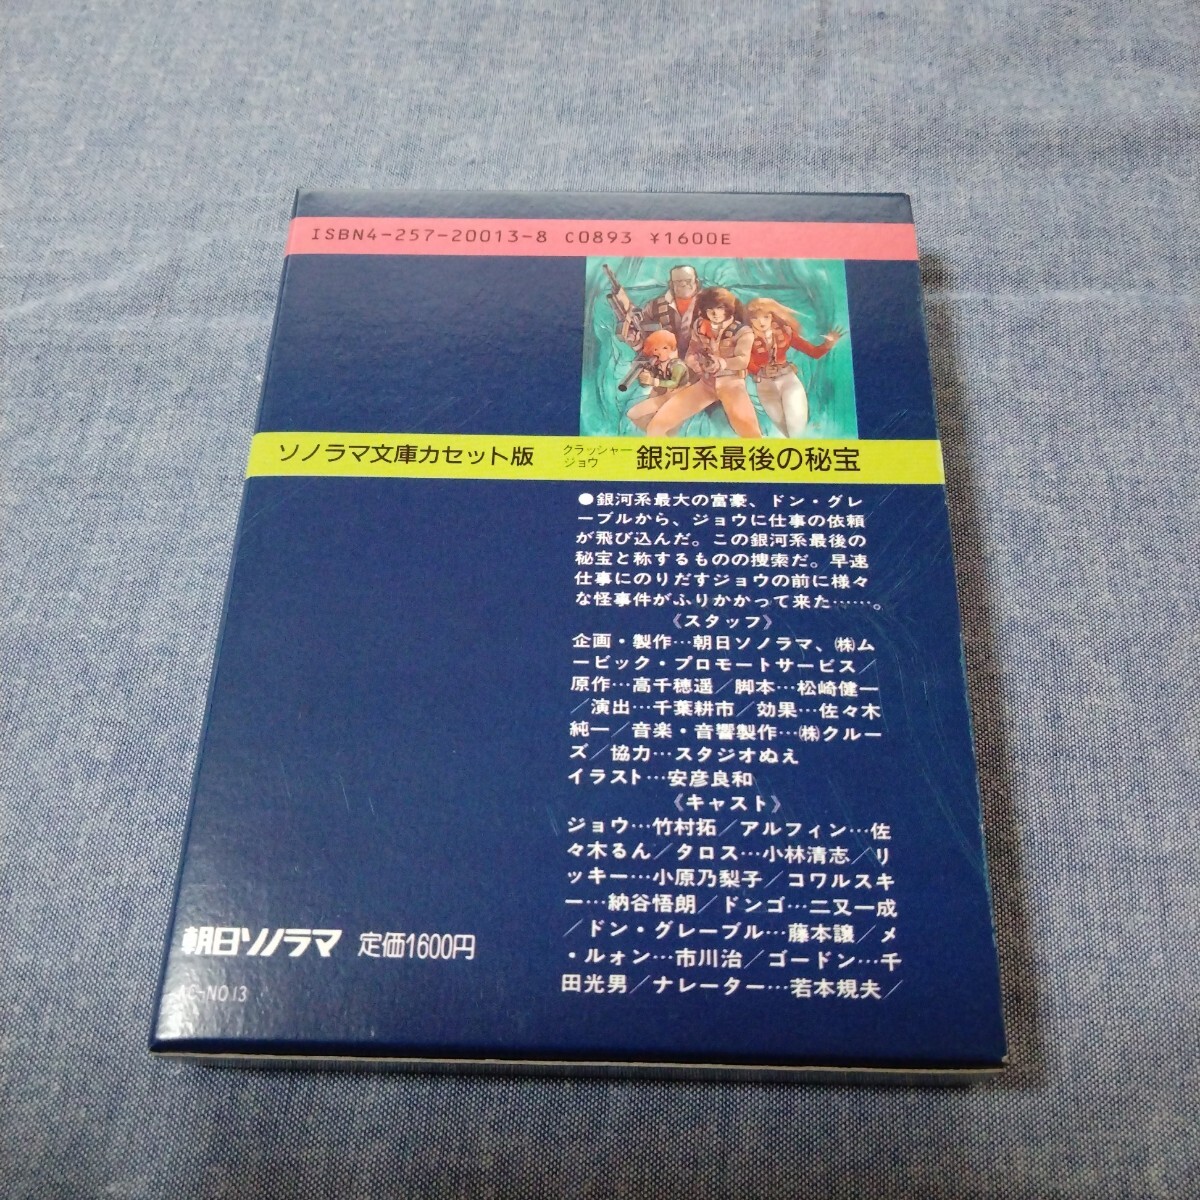 ISBN4-257-20013-8 C0893 ¥1600E
ソノラマ文庫カセット版 クラッシャージョウ 銀河系最後の秘宝
●銀河系最大の富豪、ドン・グレ
ーブルから、ジョウに仕事の依頼
が飛び込んだ。この銀河系最後の
秘宝と称するものの捜索だ。早速
仕事にのりだすジョウの前に様々
な怪事件がふりかかって来た……。
《スタッフ》
企画・製作…朝日ソノラマ、㈱ム
ービック・プロモートサービス／
原作…高千穂遥／脚本…松崎健一
／演出…千葉耕市／効果…佐々木
純一／音楽・音響製作…㈱クルー
ズ／協力…スタジオぬえ
イラスト…安彦良和
《キャスト》
ジョウ…竹村拓／アルフィン…佐
々木るん／タロス…小林清志／リ
ッキー…小原乃梨子／コワルスキ
ー…納谷悟朗／ドンゴ…二又一成
／ドン・グレーブル…藤本譲／メ
・ルォン…市川治／ゴードン…千
田光男／ナレーター…若本規夫／
朝日ソノラマ 定価1600円
AC-NO.13